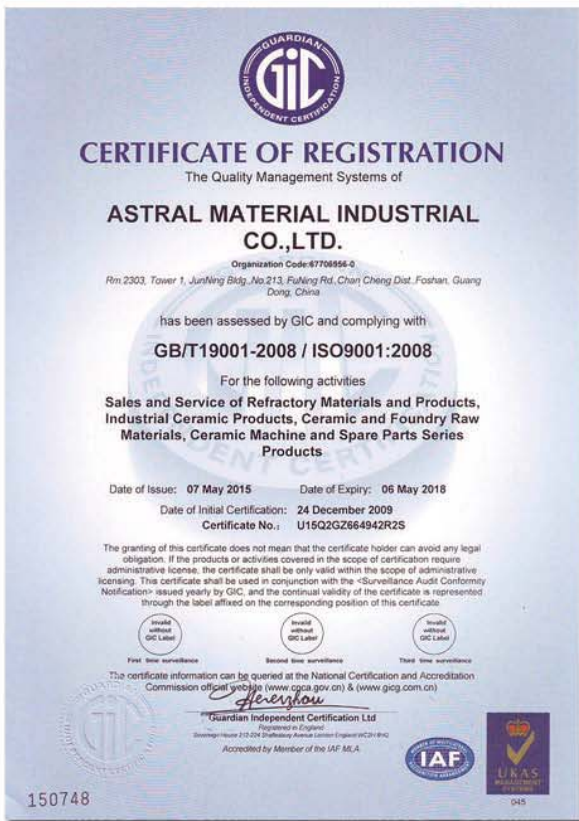 GUARDIAN
GIC
INDEPENDENT CERTIFICATION
CERTIFICATE OF REGISTRATION
The Quality Management Systems of
ASTRAL MATERIAL INDUSTRIAL
CO.,LTD.
Organization Code:67706956-0
Rm.2303, Tower 1, JunNing Bldg.,No.213, FuNing Rd.,Chan Cheng Dist.,Foshan, Guang
Dong, China
has been assessed by GIC and complying with
GB/T19001-2008 / ISO9001:2008
For the following activities
Sales and Service of Refractory Materials and Products,
Industrial Ceramic Products, Ceramic and Foundry Raw
Materials, Ceramic Machine and Spare Parts Series
Products
Date of Issue: 07 May 2015 Date of Expiry: 06 May 2018
Date of Initial Certification: 24 December 2009
Certificate No.: U15Q2GZ664942R2S
The granting of this certificate does not mean that the certificate holder can avoid any legal
obligation. If the products or activities covered in the scope of certification require
administrative license, the certificate shall be only valid within the scope of administrative
licensing. This certificate shall be used in conjunction with the <Surveillance Audit Conformity
Notification> issued yearly by GIC, and the continual validity of the certificate is represented
through the label affixed on the corresponding position of this certificate
Invalid without GIC Label
Invalid without GIC Label
Invalid without GIC Label
First time surveillance Second time surveillance Third time surveillance
The certificate information can be queried at the National Certification and Accreditation
Commission official website (www.cnca.gov.cn) & (www.gicg.com.cn)
Guardian Independent Certification Ltd
Registered in England
Sovereign House 212-224 Shaftesbury Avenue London England WC2H 8HQ
Accredited by Member of the IAF MLA
GIC
IAF
UKAS
MANAGEMENT
SYSTEMS
045
150748